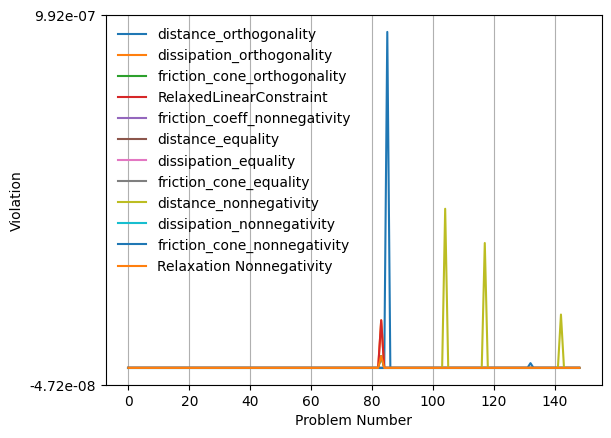 9.92e-07
distance_orthogonality
dissipation_orthogonality
friction_cone_orthogonality
RelaxedLinearConstraint
friction_coeff_nonnegativity
distance_equality
dissipation_equality
friction_cone_equality
distance_nonnegativity
dissipation_nonnegativity
friction_cone_nonnegativity
Relaxation Nonnegativity
Violation
-4.72e-08
0 20 40 60 80 100 120 140
Problem Number